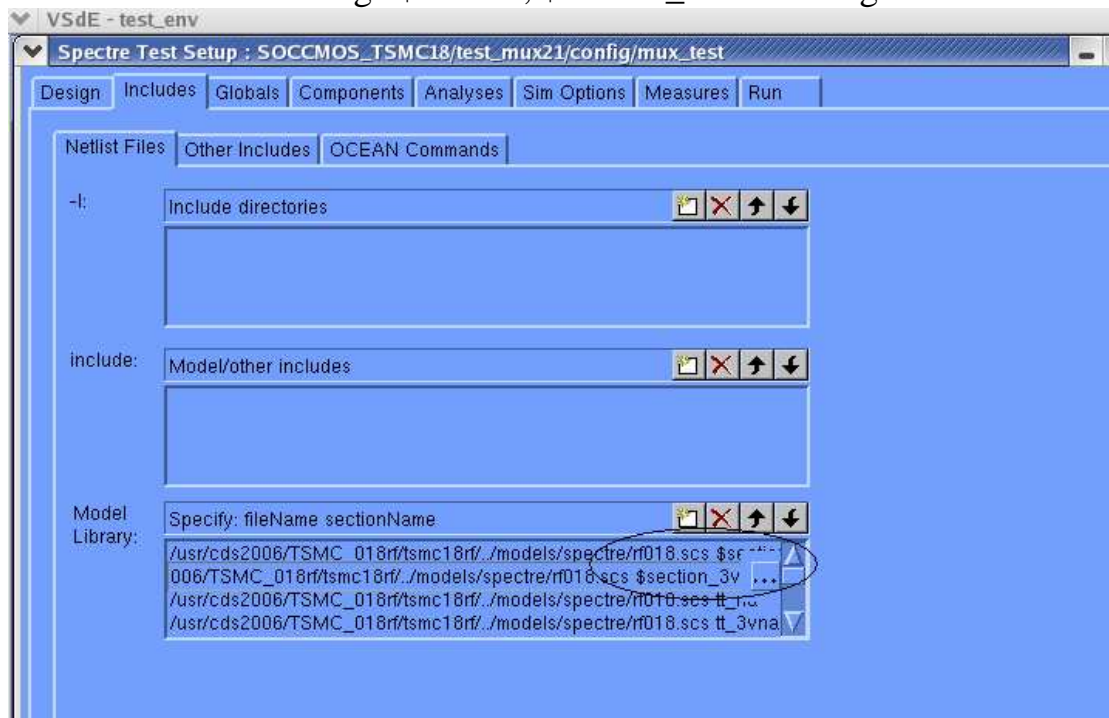 VSdE - test_env
Spectre Test Setup : SOCCMOS_TSMC18/test_mux21/config/mux_test
Design Includes Globals Components Analyses Sim Options Measures Run
Netlist Files Other Includes OCEAN Commands
-I: Include directories
include: Model/other includes
Model Library: Specify: fileName sectionName
/usr/cds2006/TSMC_018rf/tsmc18rf/../models/spectre/rf018.scs
006/TSMC_018rf/tsmc18rf/../models/spectre/rf018.scs $section_3v ...
/usr/cds2006/TSMC_018rf/tsmc18rf/../models/spectre/rf018.scs tt_na
/usr/cds2006/TSMC_018rf/tsmc18rf/../models/spectre/rf018.scs tt_3vna